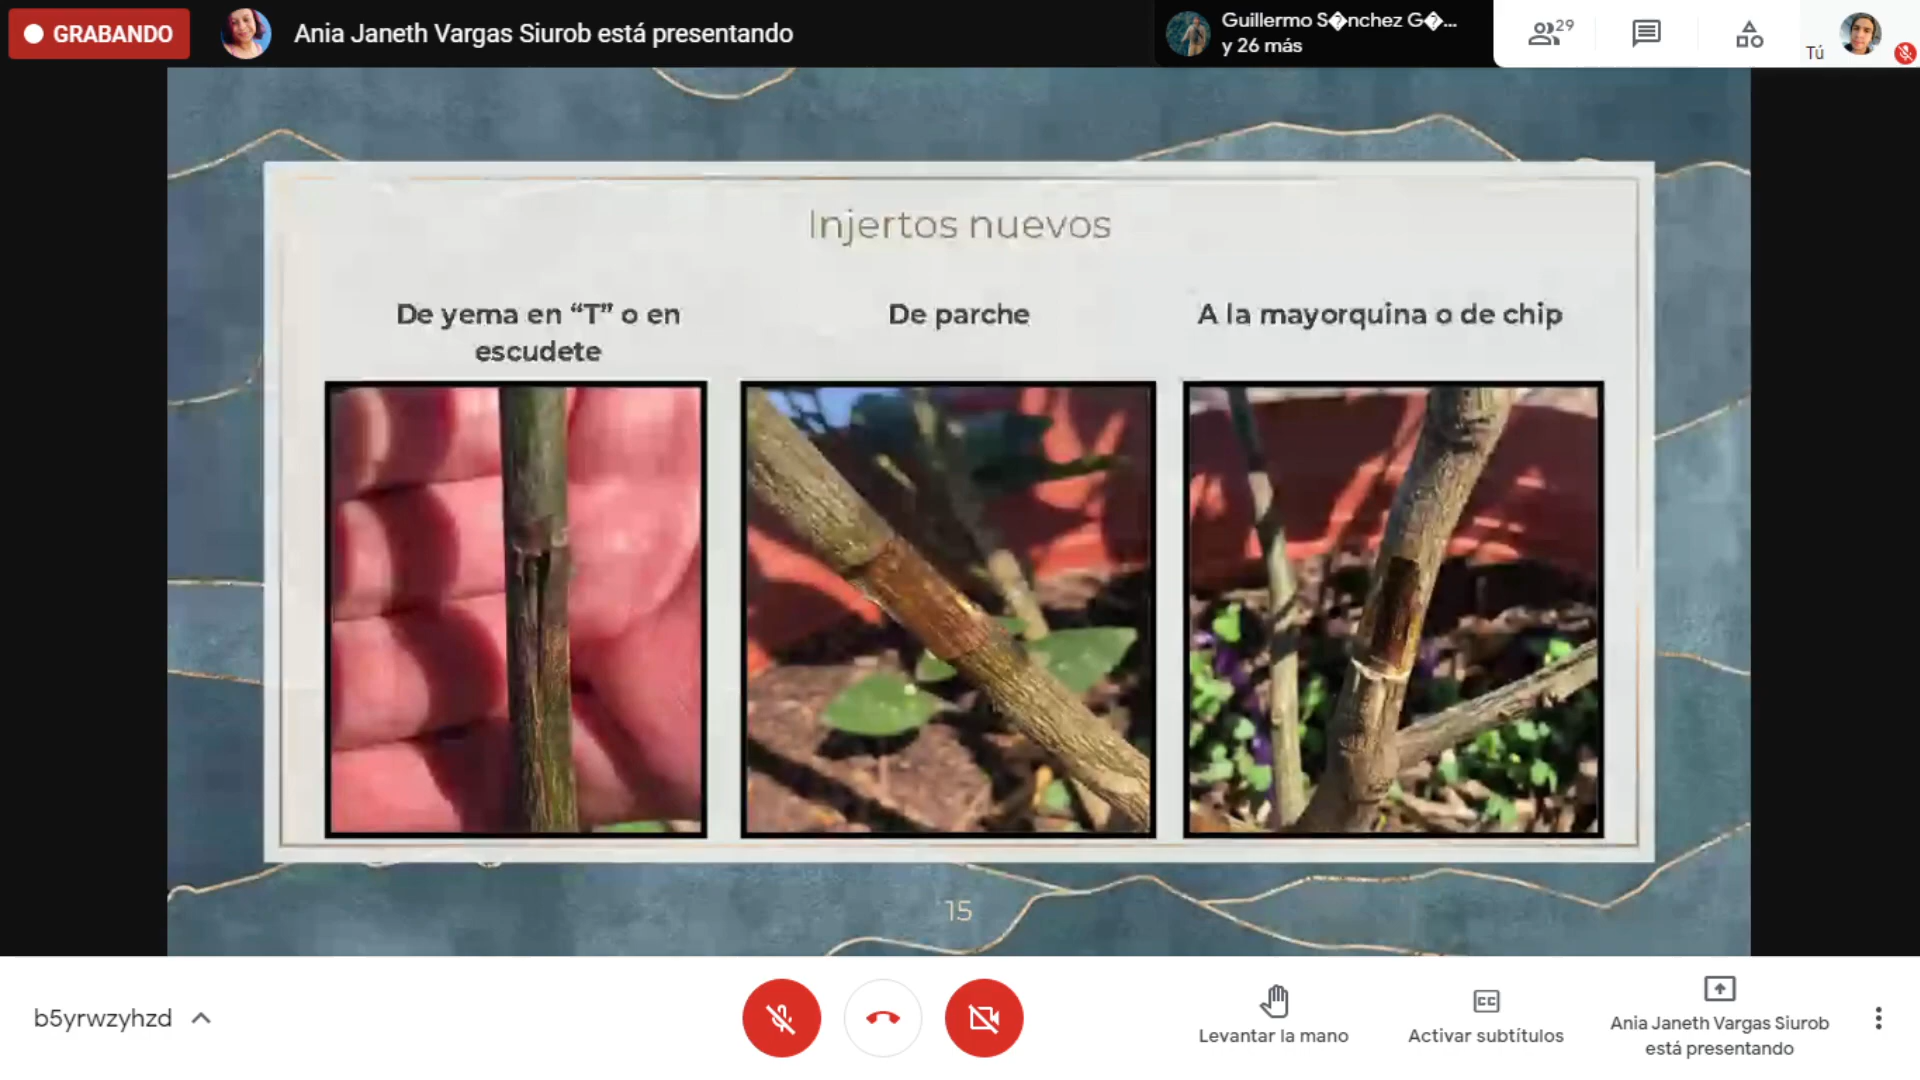 GRABANDO
Ania Janeth Vargas Siurob está presentando
Guillermo S�nchez G�...
y 26 más
29
Tú
Injertos nuevos
De yema en “T” o en
escudete
De parche
A la mayorquina o de chip
15
b5yrwzyhzd
Levantar la mano
CC
Activar subtítulos
Ania Janeth Vargas Siurob
está presentando